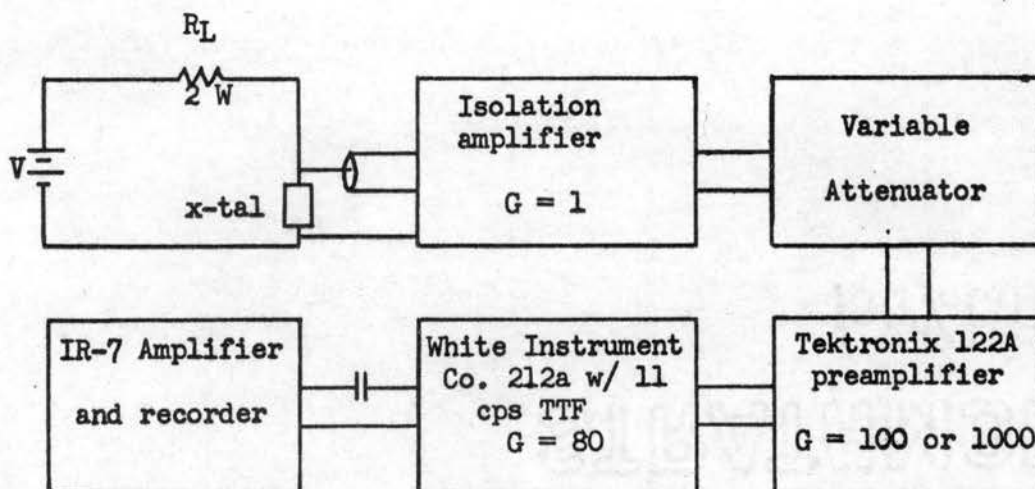 RL
2 W
V
x-tal
Isolation
amplifier
G = 1
Variable
Attenuator
IR-7 Amplifier
and recorder
White Instrument
Co. 212a w/ 11
cps TTF
G = 80
Tektronix 122A
preamplifier
G = 100 or 1000